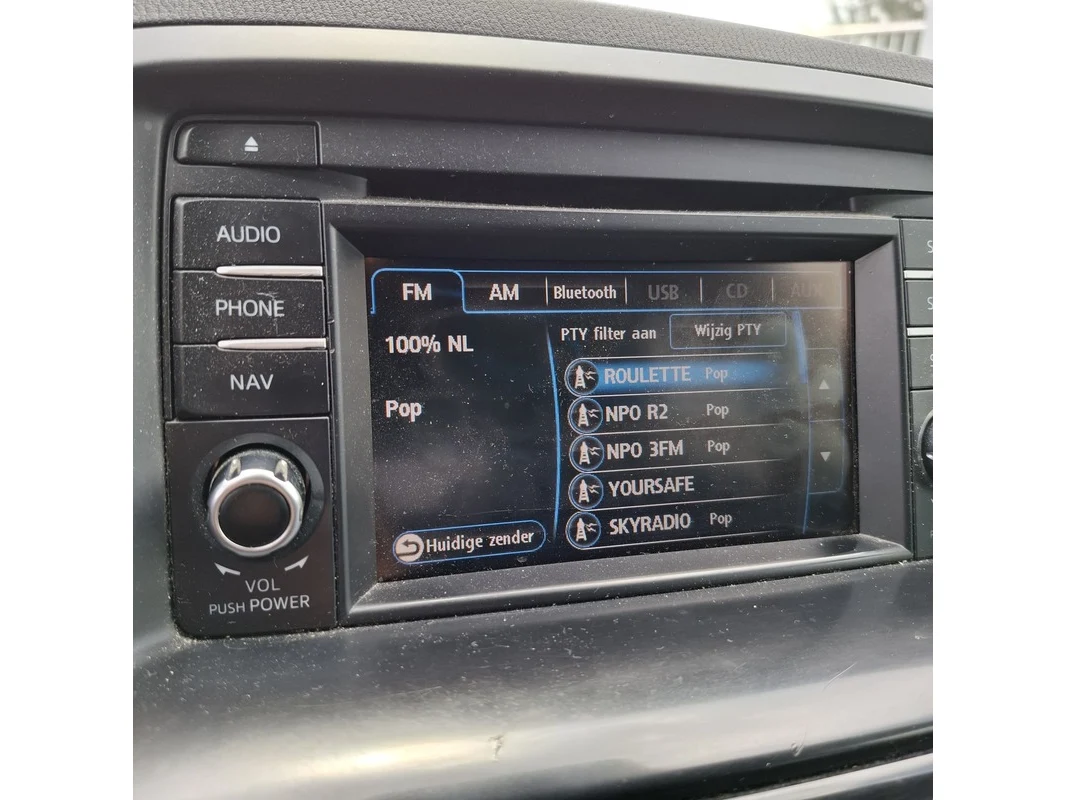 AUDIO
PHONE
NAV
VOL
PUSH POWER
FM AM Bluetooth USB CD AUX
100% NL
Pop
Huidige zender
PTY filter aan Wijzig PTY
ROULETTE Pop
NPO R2 Pop
NPO 3FM Pop
YOURSAFE
SKYRADIO Pop